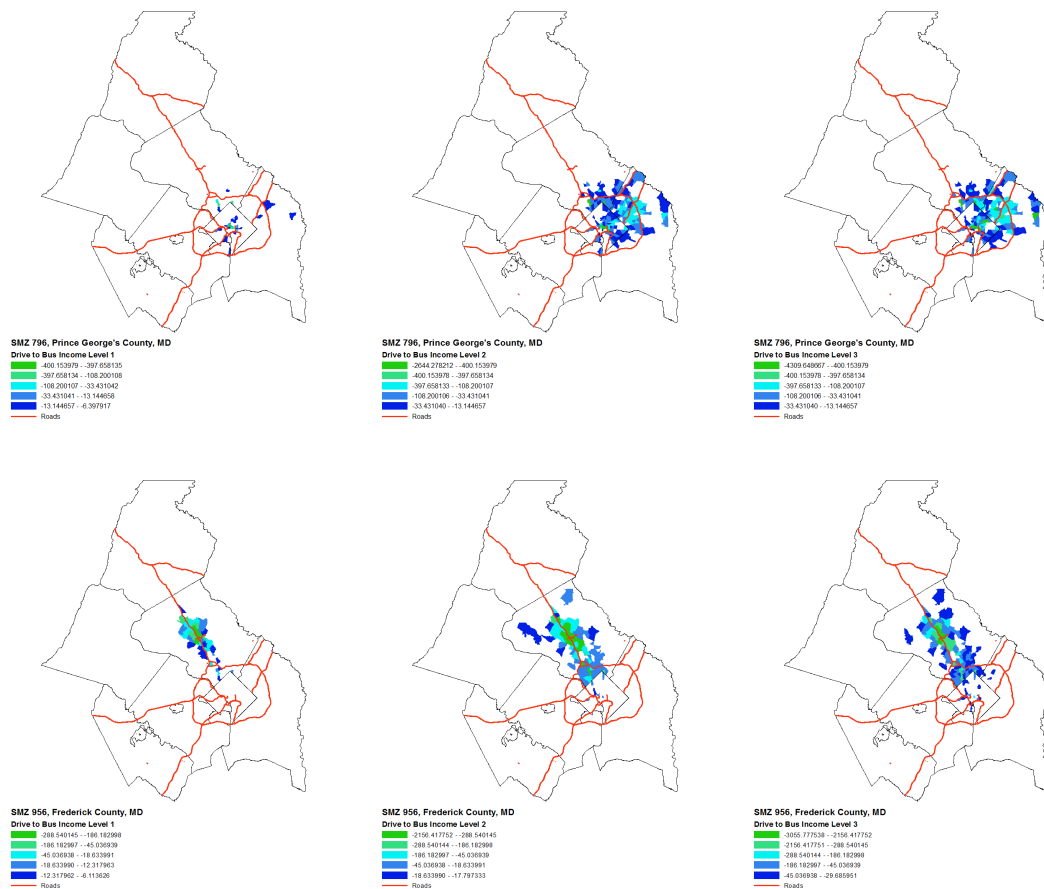 SMZ 796, Prince George's County, MD
Drive to Bus Income Level 1
-400.153979 - -397.658135
-397.658134 - -108.200108
-108.200107 - -33.431042
-33.431041 - -13.144658
-13.144657 - -6.397917
Roads
SMZ 796, Prince George's County, MD
Drive to Bus Income Level 2
-2644.278212 - -400.153979
-400.153978 - -397.658134
-397.658133 - -108.200107
-108.200106 - -33.431041
-33.431040 - -13.144657
Roads
SMZ 796, Prince George's County, MD
Drive to Bus Income Level 3
-4309.648667 - -400.153979
-400.153978 - -397.658134
-397.658133 - -108.200107
-108.200106 - -33.431041
-33.431040 - -13.144657
Roads
SMZ 956, Frederick County, MD
Drive to Bus Income Level 1
-288.540145 - -186.182998
-186.182997 - -45.036939
-45.036938 - -18.633991
-18.633990 - -12.317963
-12.317962 - -6.113626
Roads
SMZ 956, Frederick County, MD
Drive to Bus Income Level 2
-2156.417752 - -288.540145
-288.540144 - -186.182998
-186.182997 - -45.036939
-45.036938 - -18.633991
-18.633990 - -17.797333
Roads
SMZ 956, Frederick County, MD
Drive to Bus Income Level 3
-3055.777538 - -2156.417752
-2156.417751 - -288.540145
-288.540144 - -186.182998
-186.182997 - -45.036939
-45.036938 - -29.685951
Roads